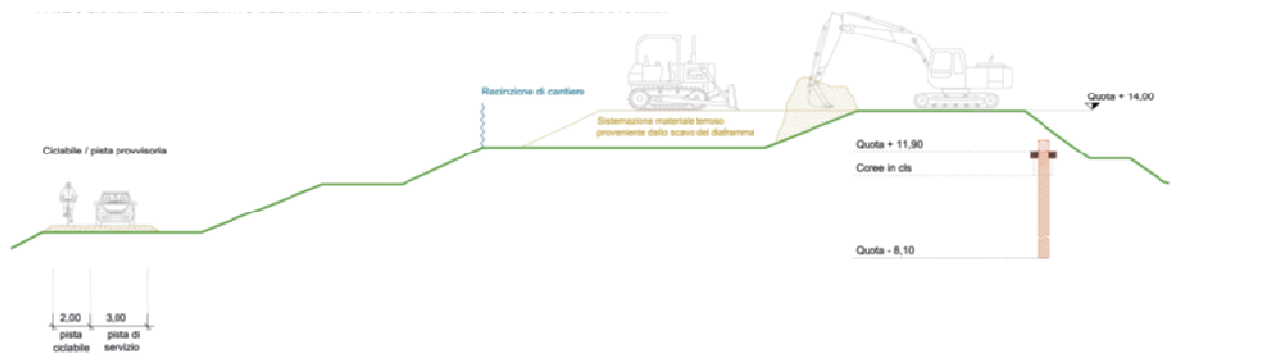 Recinzione di cantiere
Quota + 14,00
Sistemazione materiale terroso
proveniente dallo scavo del diaframma
Quota + 11,90
Ciclabile / pista provvisoria
Coree in cls
Quota - 8,10
2,00 3,00
pista pista di
ciclabile servizio